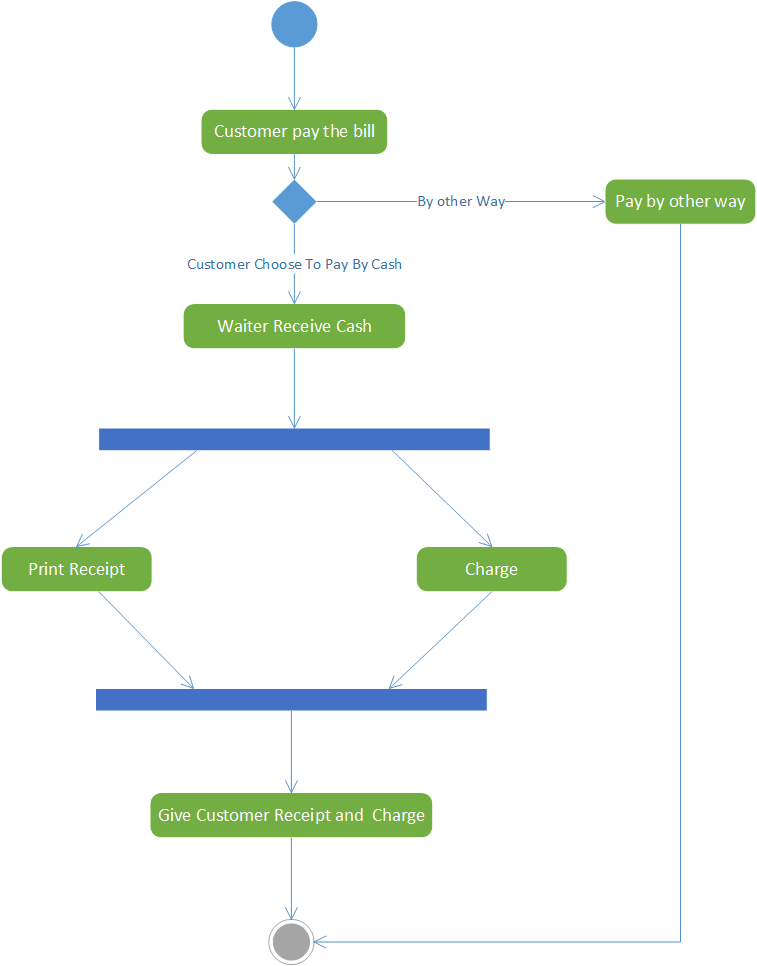 Customer pay the bill
By other Way
Pay by other way
Customer Choose To Pay By Cash
Waiter Receive Cash
Print Receipt
Charge
Give Customer Receipt and  Charge